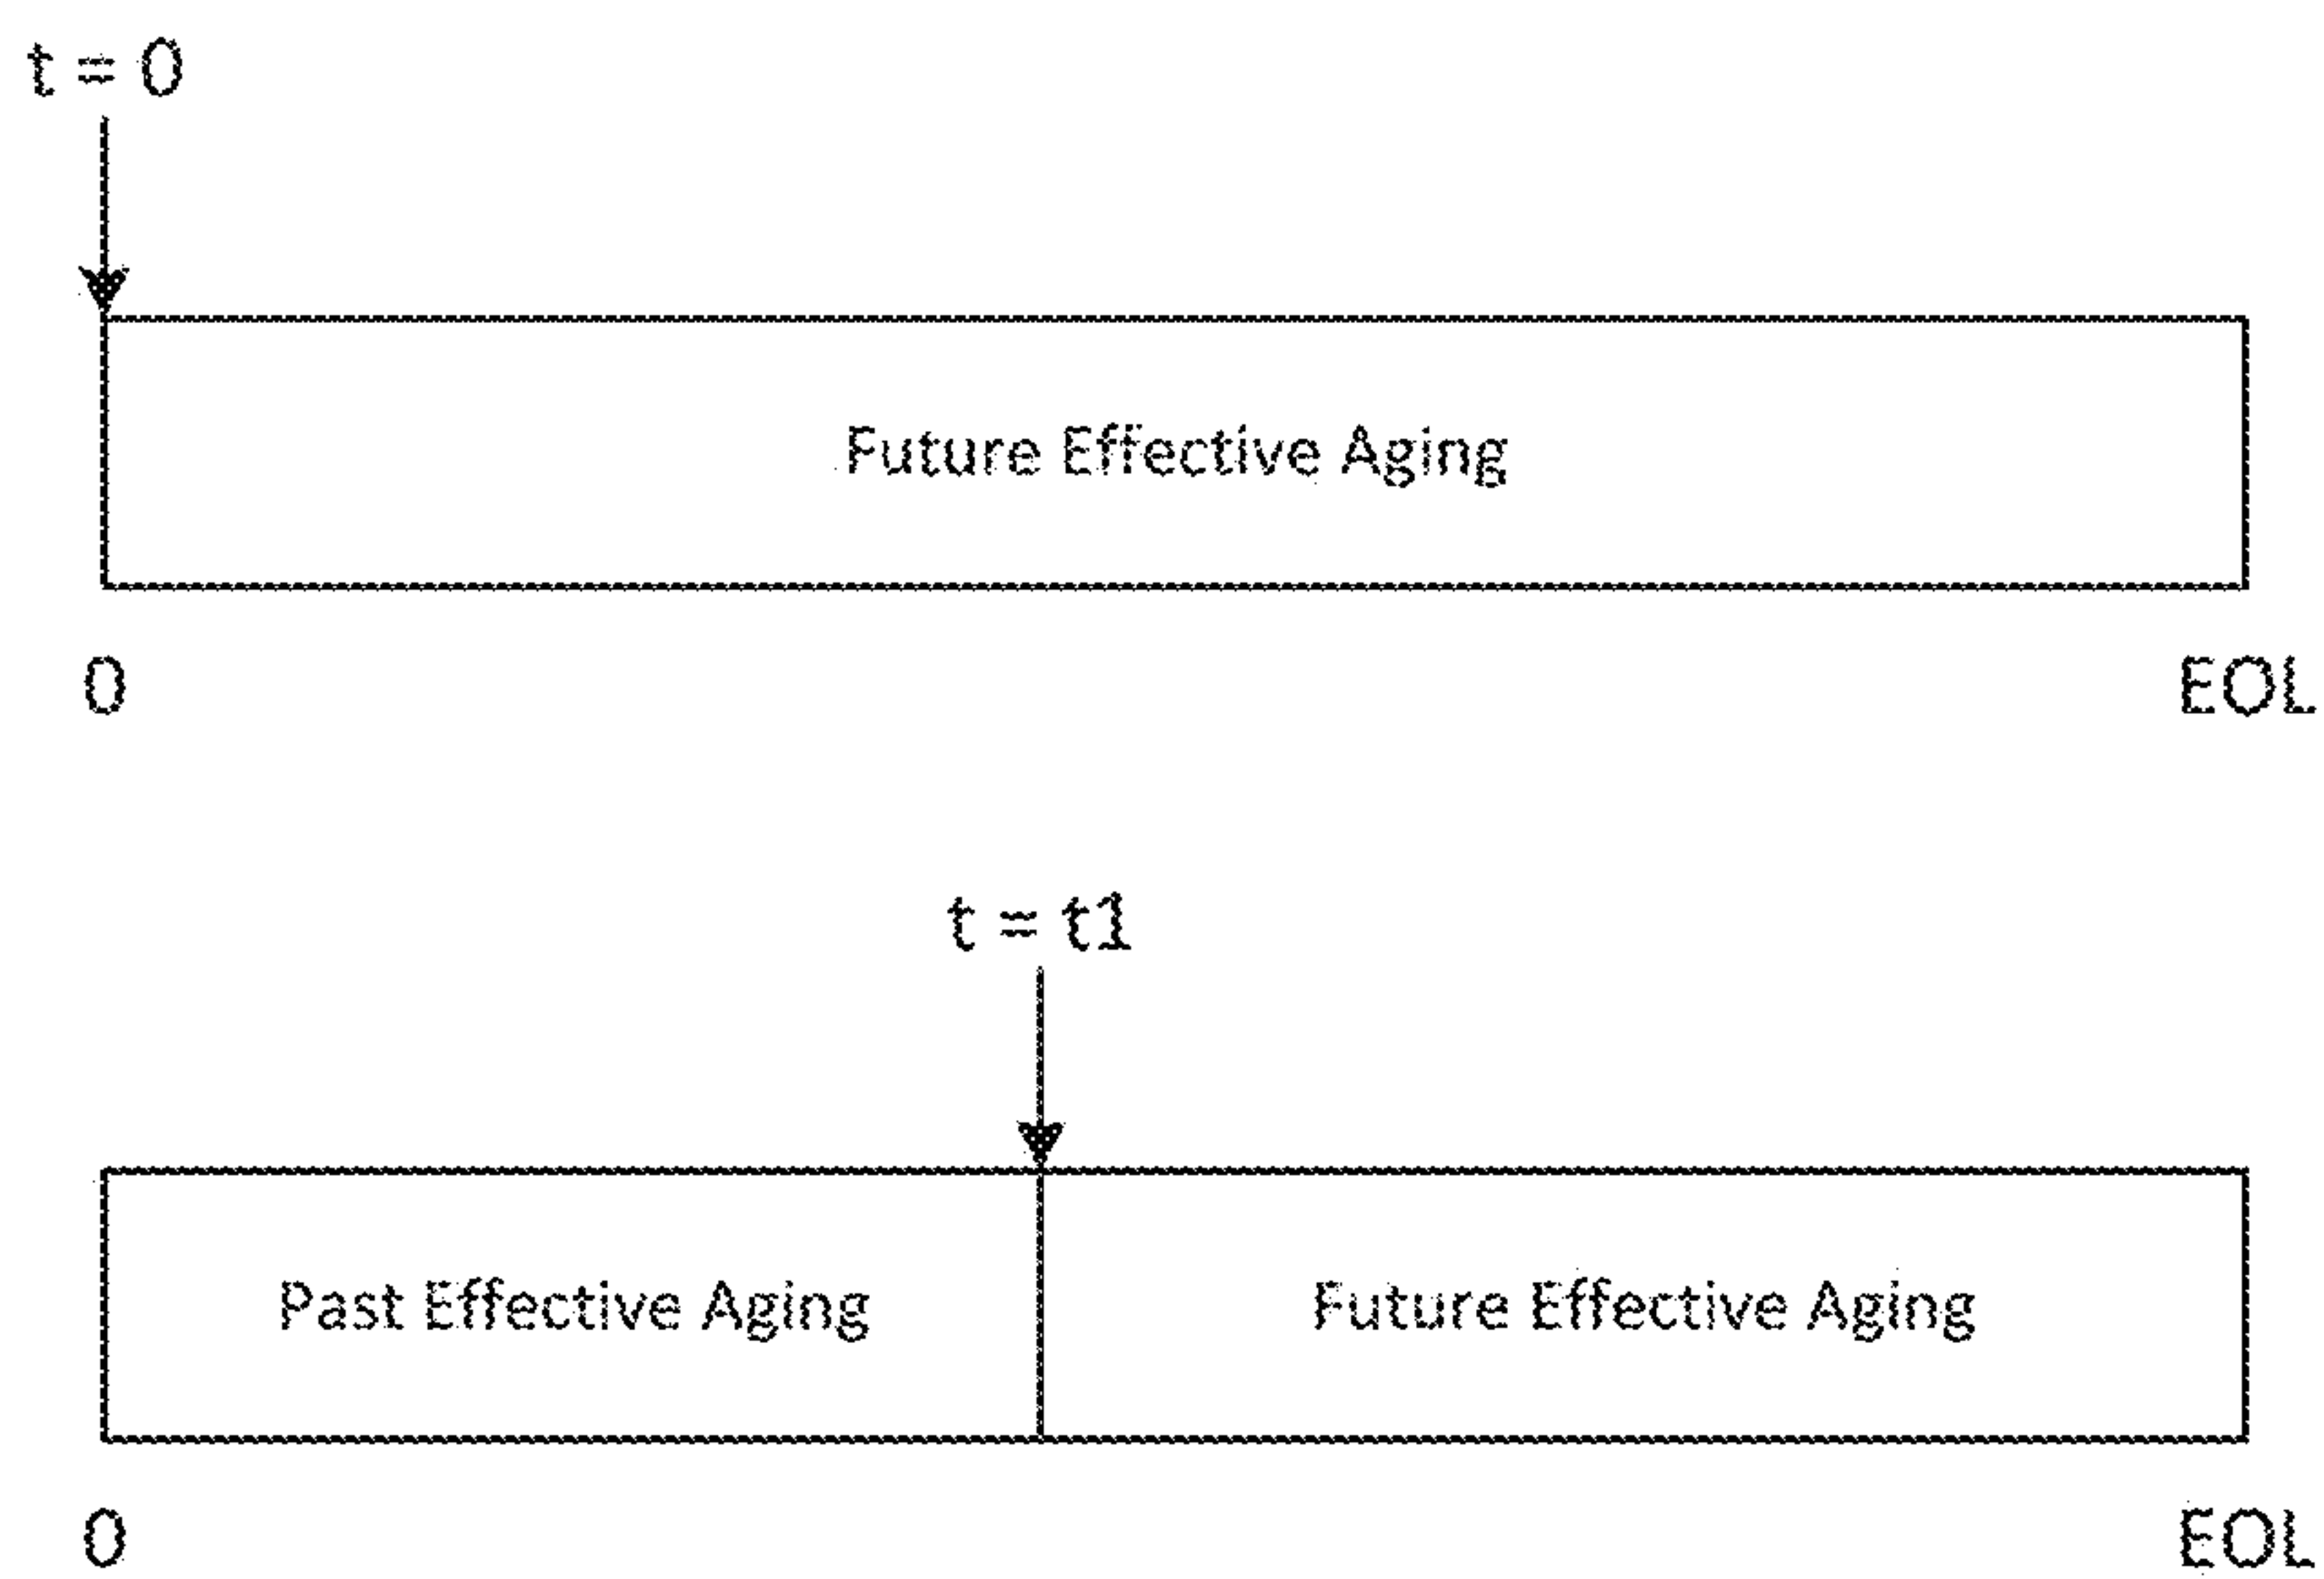 t = 0
Future Effective Aging
0 EOL
t = t1
Past Effective Aging Future Effective Aging
0 EOL